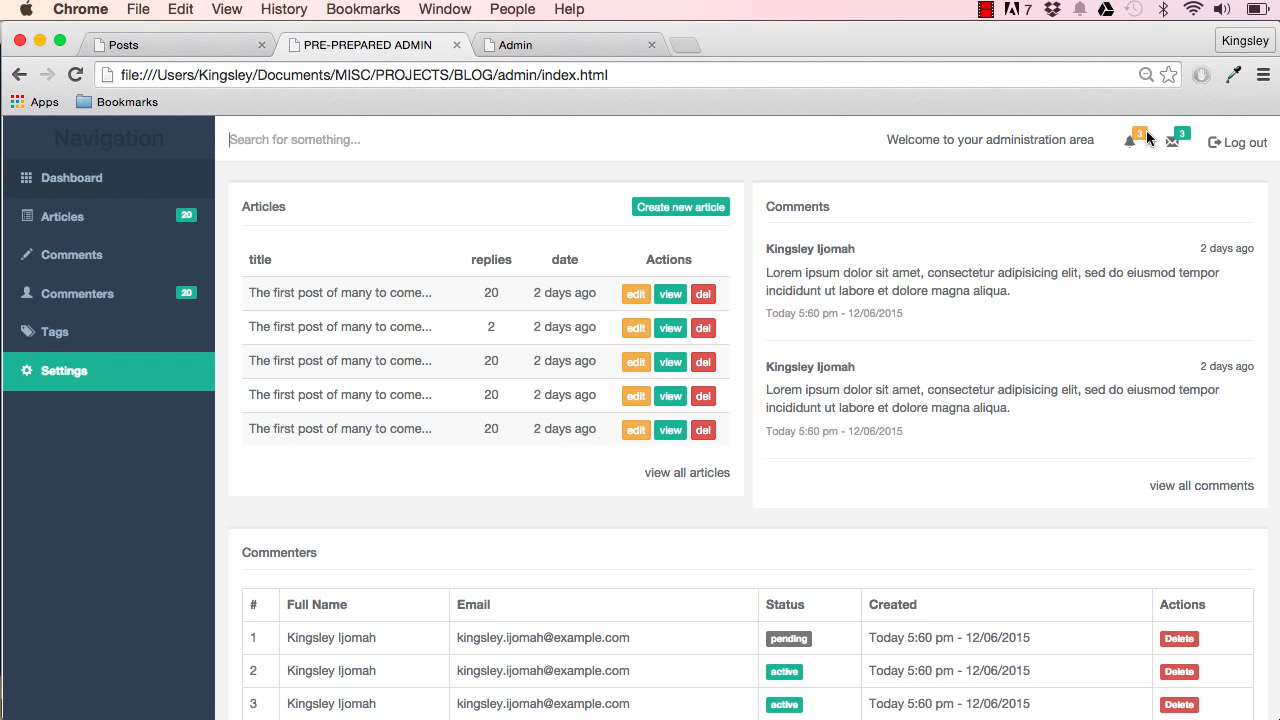 Chrome File Edit View History Bookmarks Window People Help 7
Posts PRE-PREPARED ADMIN Admin Kingsley
file:///Users/Kingsley/Documents/MISC/PROJECTS/BLOG/admin/index.html
Apps Bookmarks
Navigation
Dashboard
Articles 20
Comments
Commenters 20
Tags
Settings
Search for something... Welcome to your administration area 3 3 Log out
Articles Create new article
title replies date Actions
The first post of many to come... 20 2 days ago edit view del
The first post of many to come... 2 2 days ago edit view del
The first post of many to come... 20 2 days ago edit view del
The first post of many to come... 20 2 days ago edit view del
The first post of many to come... 20 2 days ago edit view del
view all articles
Comments
Kingsley Ijomah 2 days ago
Lorem ipsum dolor sit amet, consectetur adipisicing elit, sed do eiusmod tempor
incididunt ut labore et dolore magna aliqua.
Today 5:60 pm - 12/06/2015
Kingsley Ijomah 2 days ago
Lorem ipsum dolor sit amet, consectetur adipisicing elit, sed do eiusmod tempor
incididunt ut labore et dolore magna aliqua.
Today 5:60 pm - 12/06/2015
view all comments
Commenters
# Full Name Email Status Created Actions
1 Kingsley Ijomah kingsley.ijomah@example.com pending Today 5:60 pm - 12/06/2015 Delete
2 Kingsley Ijomah kingsley.ijomah@example.com active Today 5:60 pm - 12/06/2015 Delete
3 Kingsley Ijomah kingsley.ijomah@example.com active Today 5:60 pm - 12/06/2015 Delete